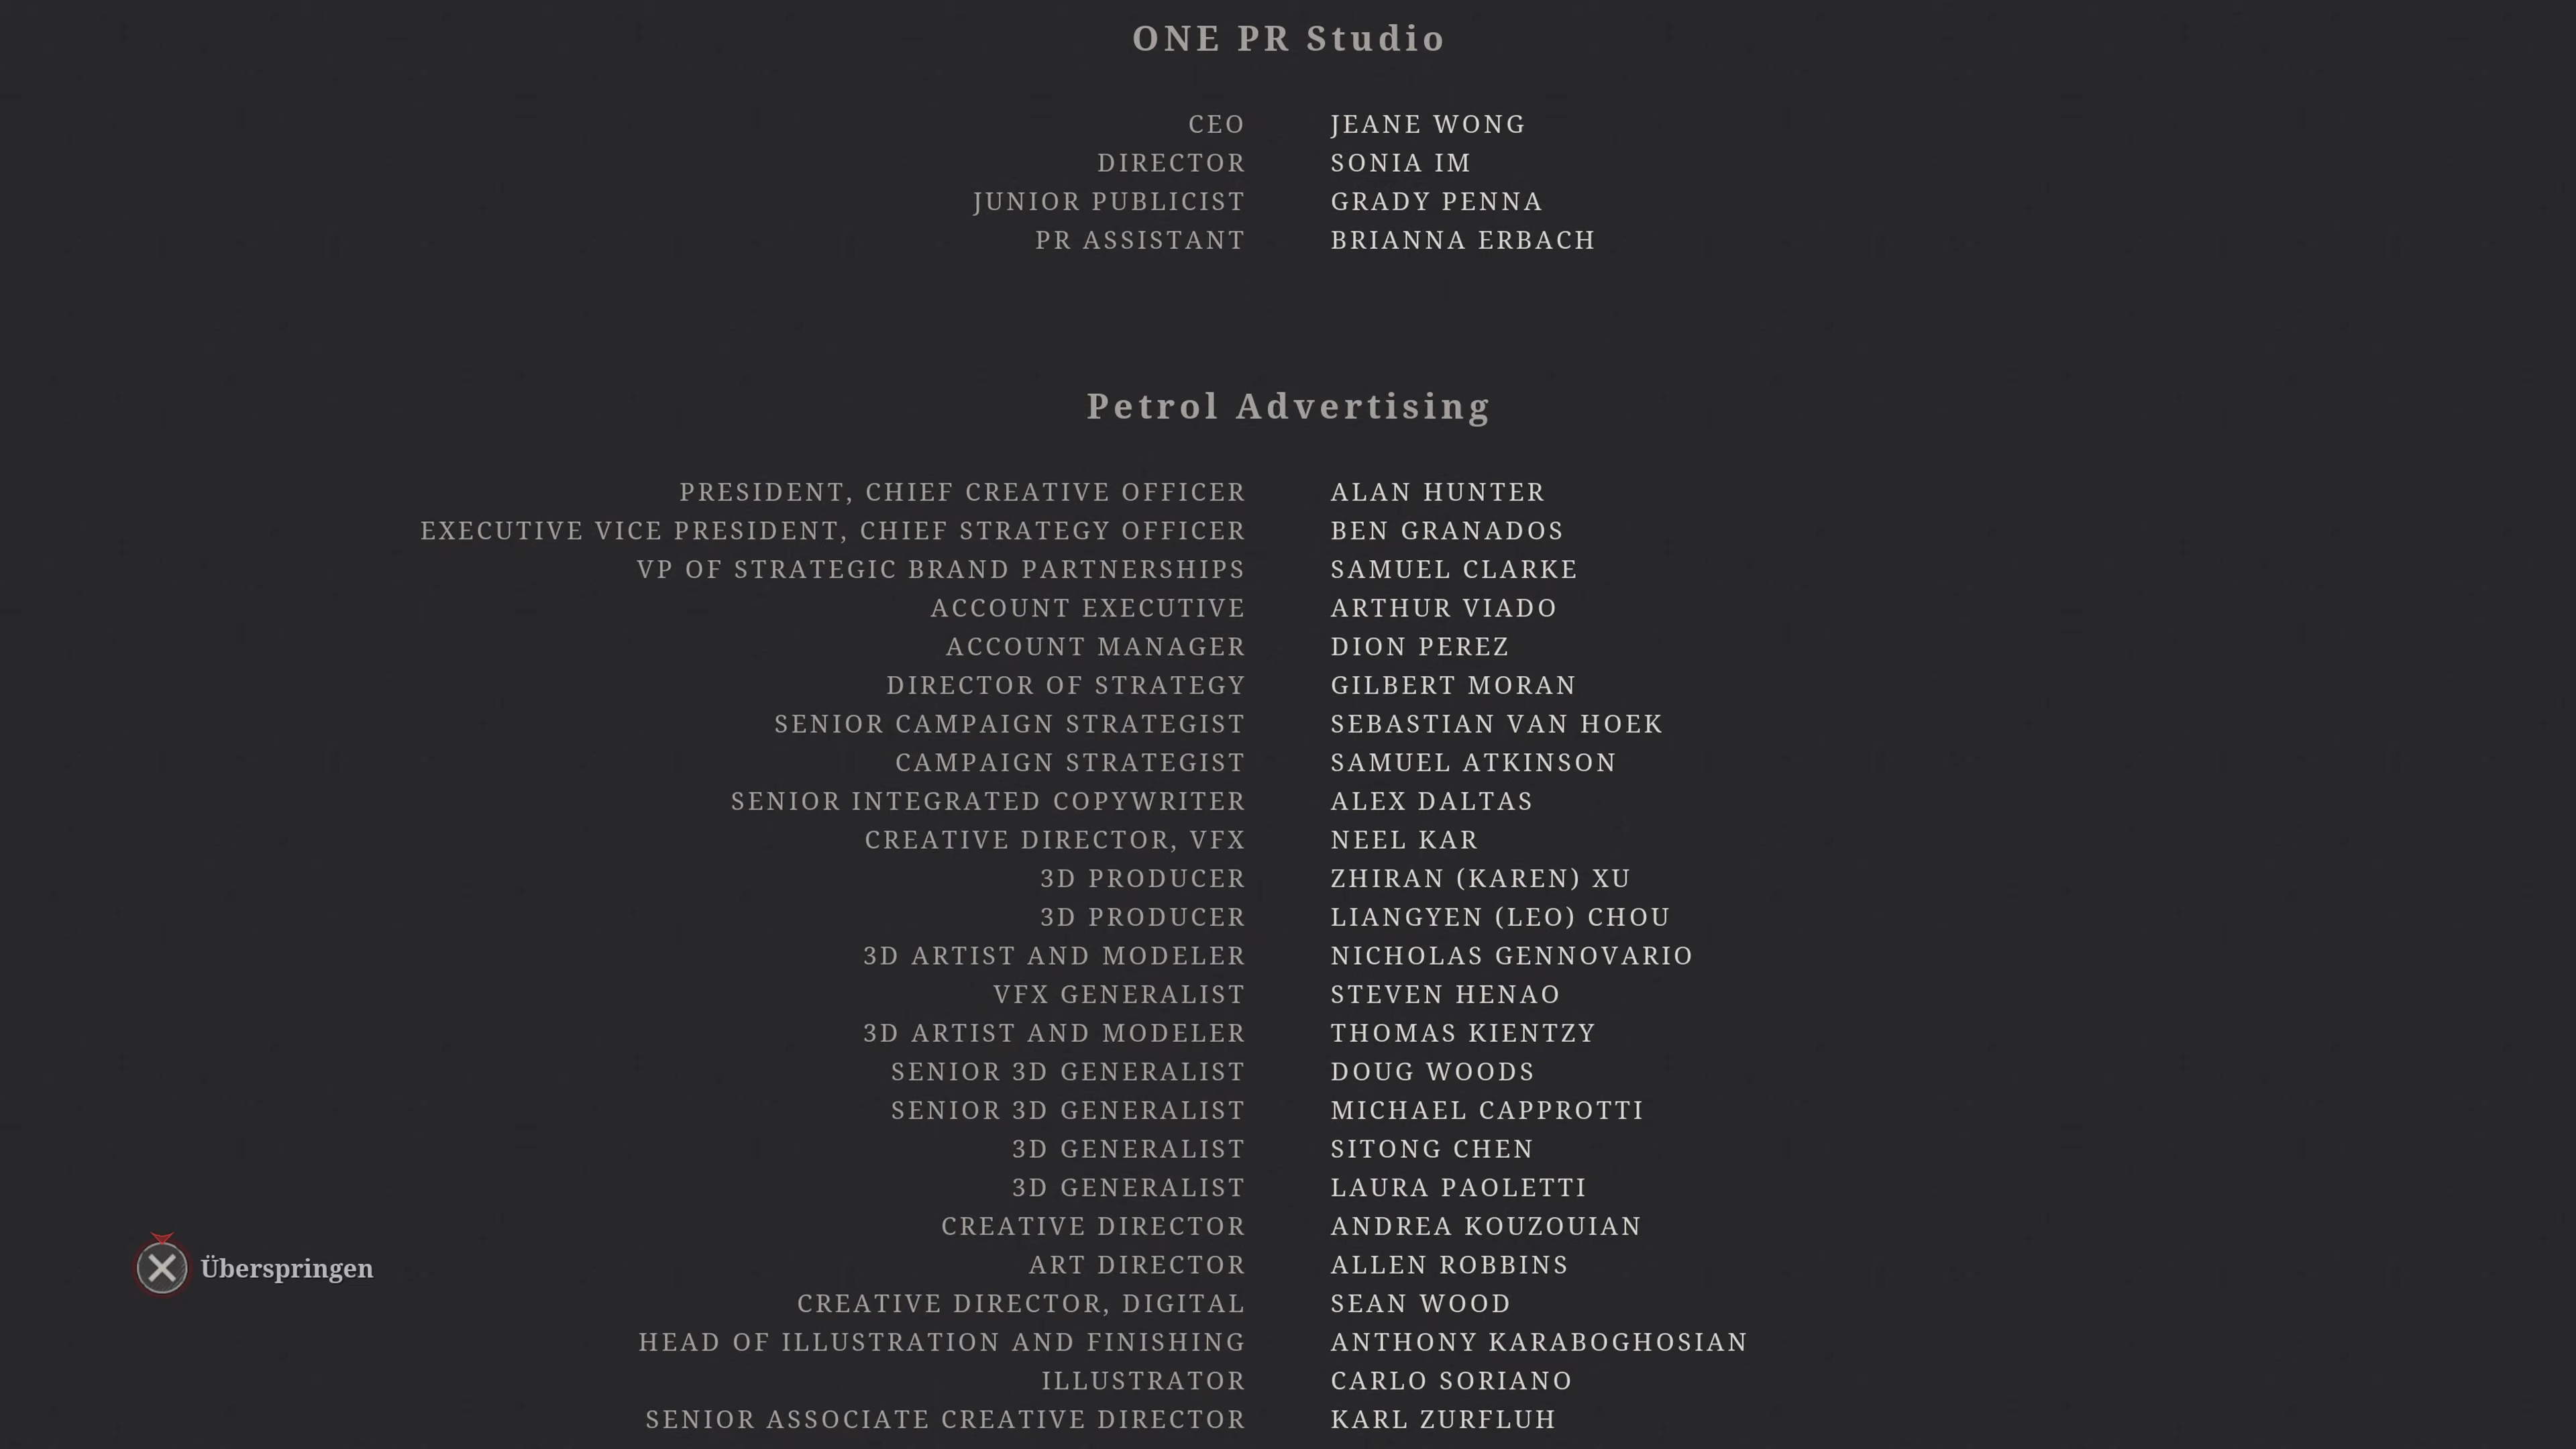 ONE PR Studio
CEO JEANE WONG
DIRECTOR SONIA IM
JUNIOR PUBLICIST GRADY PENNA
PR ASSISTANT BRIANNA ERBACH
Petrol Advertising
PRESIDENT, CHIEF CREATIVE OFFICER ALAN HUNTER
EXECUTIVE VICE PRESIDENT, CHIEF STRATEGY OFFICER BEN GRANADOS
VP OF STRATEGIC BRAND PARTNERSHIPS SAMUEL CLARKE
ACCOUNT EXECUTIVE ARTHUR VIADO
ACCOUNT MANAGER DION PEREZ
DIRECTOR OF STRATEGY GILBERT MORAN
SENIOR CAMPAIGN STRATEGIST SEBASTIAN VAN HOEK
CAMPAIGN STRATEGIST SAMUEL ATKINSON
SENIOR INTEGRATED COPYWRITER ALEX DALTAS
CREATIVE DIRECTOR, VFX NEEL KAR
3D PRODUCER ZHIRAN (KAREN) XU
3D PRODUCER LIANGYEN (LEO) CHOU
3D ARTIST AND MODELER NICHOLAS GENNOVARIO
VFX GENERALIST STEVEN HENAO
3D ARTIST AND MODELER THOMAS KIENTZY
SENIOR 3D GENERALIST DOUG WOODS
SENIOR 3D GENERALIST MICHAEL CAPPROTTI
3D GENERALIST SITONG CHEN
3D GENERALIST LAURA PAOLETTI
CREATIVE DIRECTOR ANDREA KOUZOUIAN
ART DIRECTOR ALLEN ROBBINS
Überspringen
CREATIVE DIRECTOR, DIGITAL SEAN WOOD
HEAD OF ILLUSTRATION AND FINISHING ANTHONY KARABOGHOSIAN
ILLUSTRATOR CARLO SORIANO
SENIOR ASSOCIATE CREATIVE DIRECTOR KARL ZURFLUH